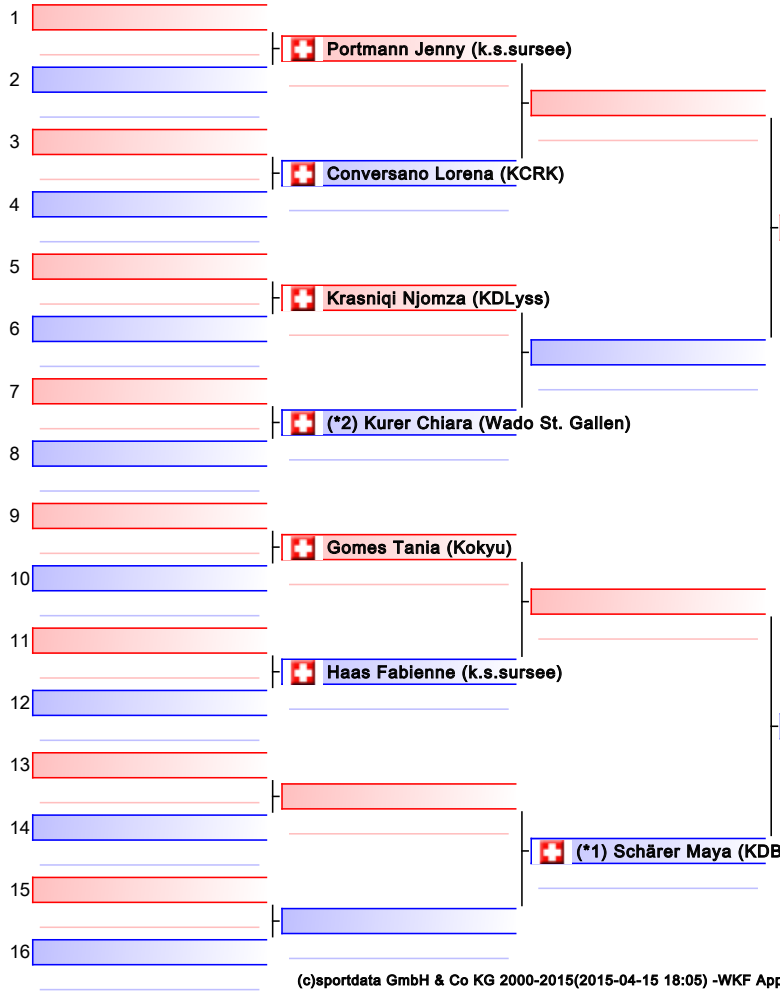 1
Portmann Jenny (k.s.sursee)
2
3
Conversano Lorena (KCRK)
4
5
Krasniqi Njomza (KDLyss)
6
7
(*2) Kurer Chiara (Wado St. Gallen)
8
9
Gomes Tania (Kokyu)
10
11
Haas Fabienne (k.s.sursee)
12
13
14
(*1) Schärer Maya (KDB
15
16
(c)sportdata GmbH & Co KG 2000-2015(2015-04-15 18:05) -WKF App